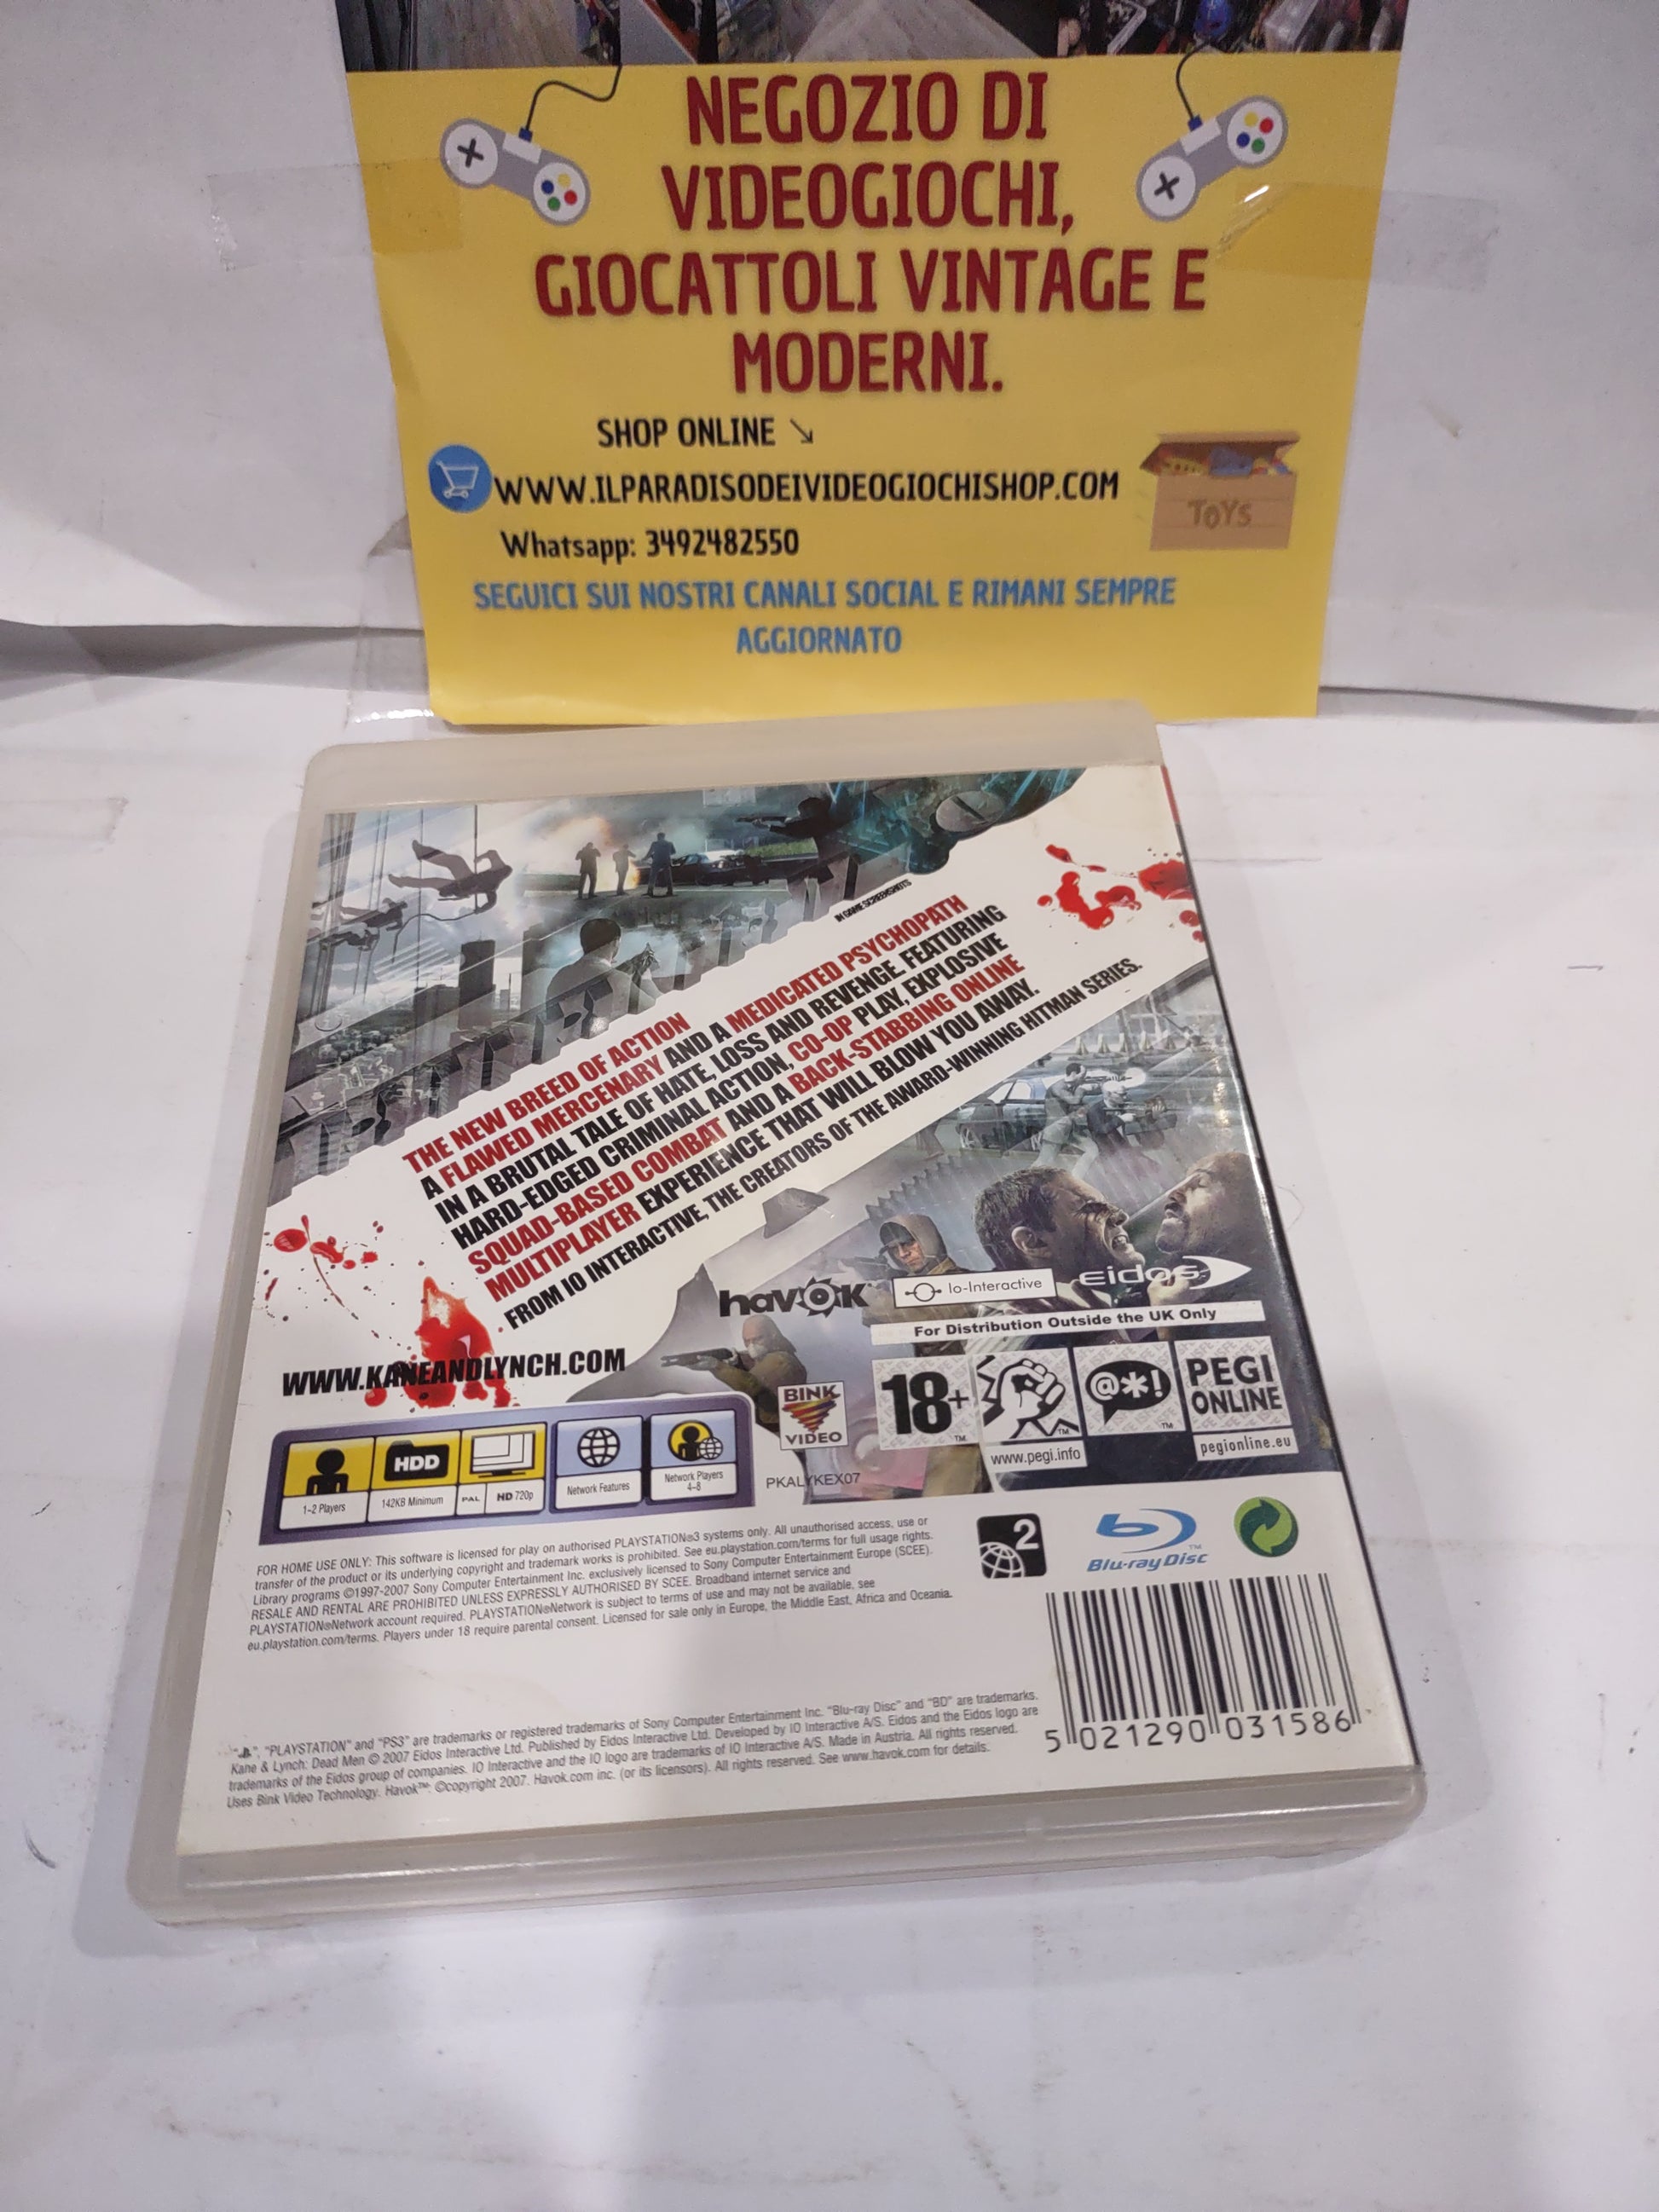 NEGOZIO DI
VIDEOGIOCHI,
GIOCATTOLI VINTAGE E
MODERNI.
SHOP ONLINE ↘
WWW.ILPARADISODEIVIDEOGIOCHISHOP.COM
TOYS
Whatsapp: 3492482550
SEGUICI SUI NOSTRI CANALI SOCIAL E RIMANI SEMPRE
AGGIORNATO
IN GAME SCREENSHOTS
THE NEW BREED OF ACTION
A FLAWED MERCENARY AND A MEDICATED PSYCHOPATH
IN A BRUTAL TALE OF HATE, LOSS AND REVENGE. FEATURING
HARD-EDGED CRIMINAL ACTION, CO-OP PLAY, EXPLOSIVE
SQUAD-BASED COMBAT AND A BACK-STABBING ONLINE
MULTIPLAYER EXPERIENCE THAT WILL BLOW YOU AWAY.
FROM IO INTERACTIVE, THE CREATORS OF THE AWARD-WINNING HITMAN SERIES.
havok
Io-Interactive
eidos
For Distribution Outside the UK Only
WWW.KANEANDLYNCH.COM
BINK
VIDEO
18+
@*!
PEGI
ONLINE
www.pegi.info
pegionline.eu
PKALYKEX07
HDD
1-2 Players
142KB Minimum
PAL
HD 720p
Network Features
Network Players
4-8
FOR HOME USE ONLY: This software is licensed for play on authorised PLAYSTATION®3 systems only. All unauthorised access, use or
transfer of the product or its underlying copyright and trademark works is prohibited. See eu.playstation.com/terms for full usage rights.
Library programs ©1997-2007 Sony Computer Entertainment Inc. exclusively licensed to Sony Computer Entertainment Europe (SCEE).
RESALE AND RENTAL ARE PROHIBITED UNLESS EXPRESSLY AUTHORISED BY SCEE. Broadband internet service and
PLAYSTATION®Network account required. PLAYSTATION®Network is subject to terms of use and may not be available, see
eu.playstation.com/terms. Players under 18 require parental consent. Licensed for sale only in Europe, the Middle East, Africa and Oceania.
2
Blu-ray Disc
"PLAYSTATION" and "PS3" are trademarks or registered trademarks of Sony Computer Entertainment Inc. "Blu-ray Disc" and "BD" are trademarks.
Kane & Lynch: Dead Men © 2007 Eidos Interactive Ltd. Published by Eidos Interactive Ltd. Developed by IO Interactive A/S. Eidos and the Eidos logo are
trademarks of the Eidos group of companies. IO Interactive and the IO logo are trademarks of IO Interactive A/S. Made in Austria. All rights reserved.
Uses Bink Video Technology. Havok™: ©copyright 2007. Havok.com inc. (or its licensors). All rights reserved. See www.havok.com for details.
5 021290 031586